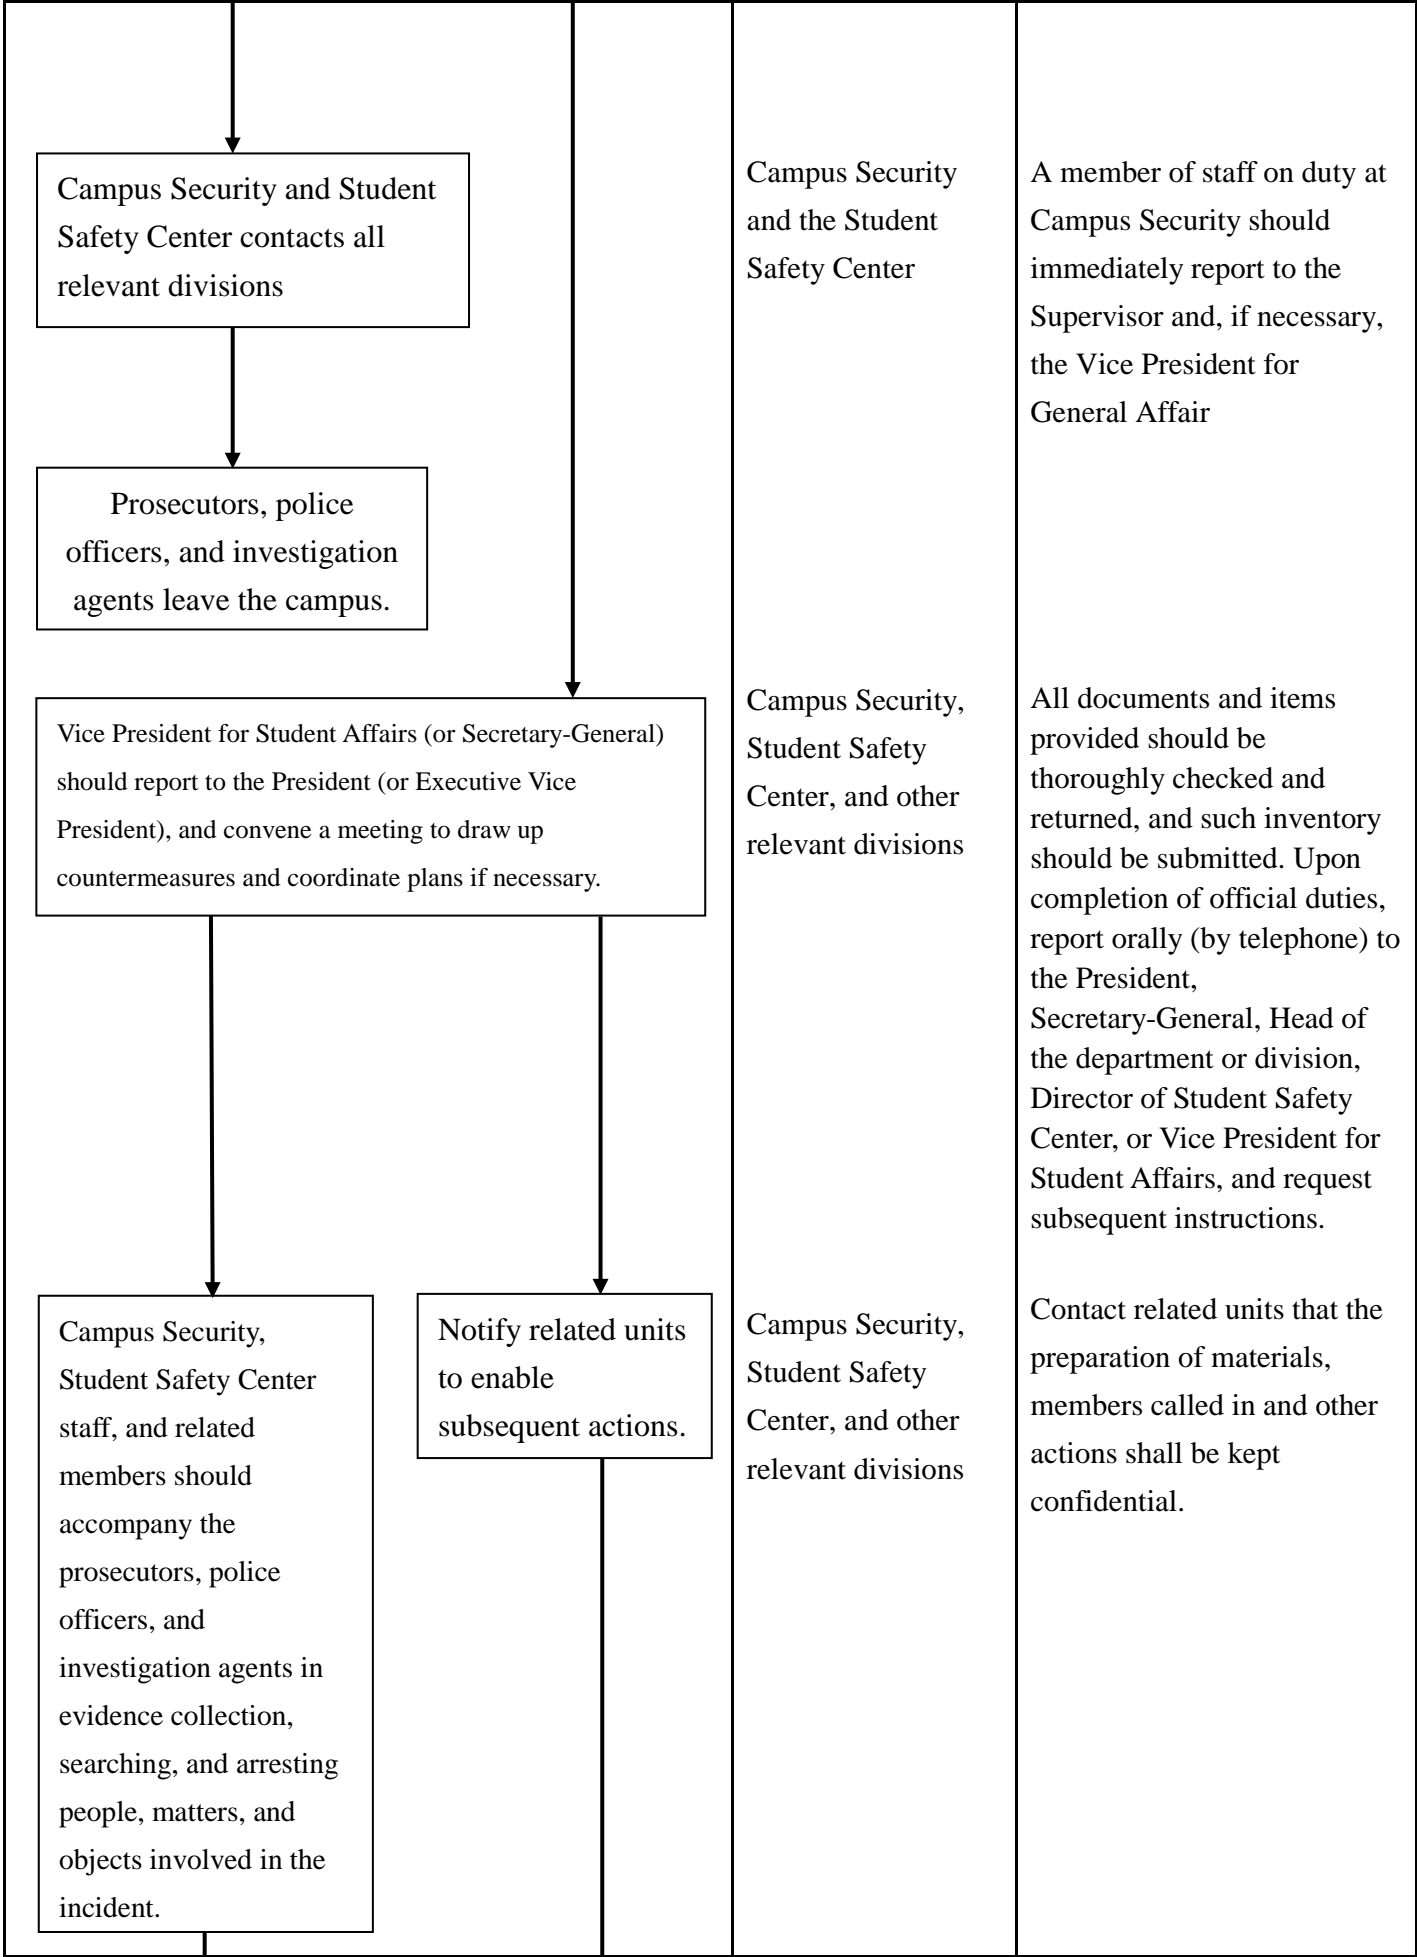 Campus Security and Student
Safety Center contacts all
relevant divisions
Campus Security
and the Student
Safety Center
A member of staff on duty at
Campus Security should
immediately report to the
Supervisor and, if necessary,
the Vice President for
General Affair
Prosecutors, police
officers, and investigation
agents leave the campus.
Vice President for Student Affairs (or Secretary-General)
should report to the President (or Executive Vice
President), and convene a meeting to draw up
countermeasures and coordinate plans if necessary.
Campus Security,
Student Safety
Center, and other
relevant divisions
All documents and items
provided should be
thoroughly checked and
returned, and such inventory
should be submitted. Upon
completion of official duties,
report orally (by telephone) to
the President,
Secretary-General, Head of
the department or division,
Director of Student Safety
Center, or Vice President for
Student Affairs, and request
subsequent instructions.
Campus Security,
Student Safety Center
staff, and related
members should
accompany the
prosecutors, police
officers, and
investigation agents in
evidence collection,
searching, and arresting
people, matters, and
objects involved in the
incident.
Notify related units
to enable
subsequent actions.
Campus Security,
Student Safety
Center, and other
relevant divisions
Contact related units that the
preparation of materials,
members called in and other
actions shall be kept
confidential.